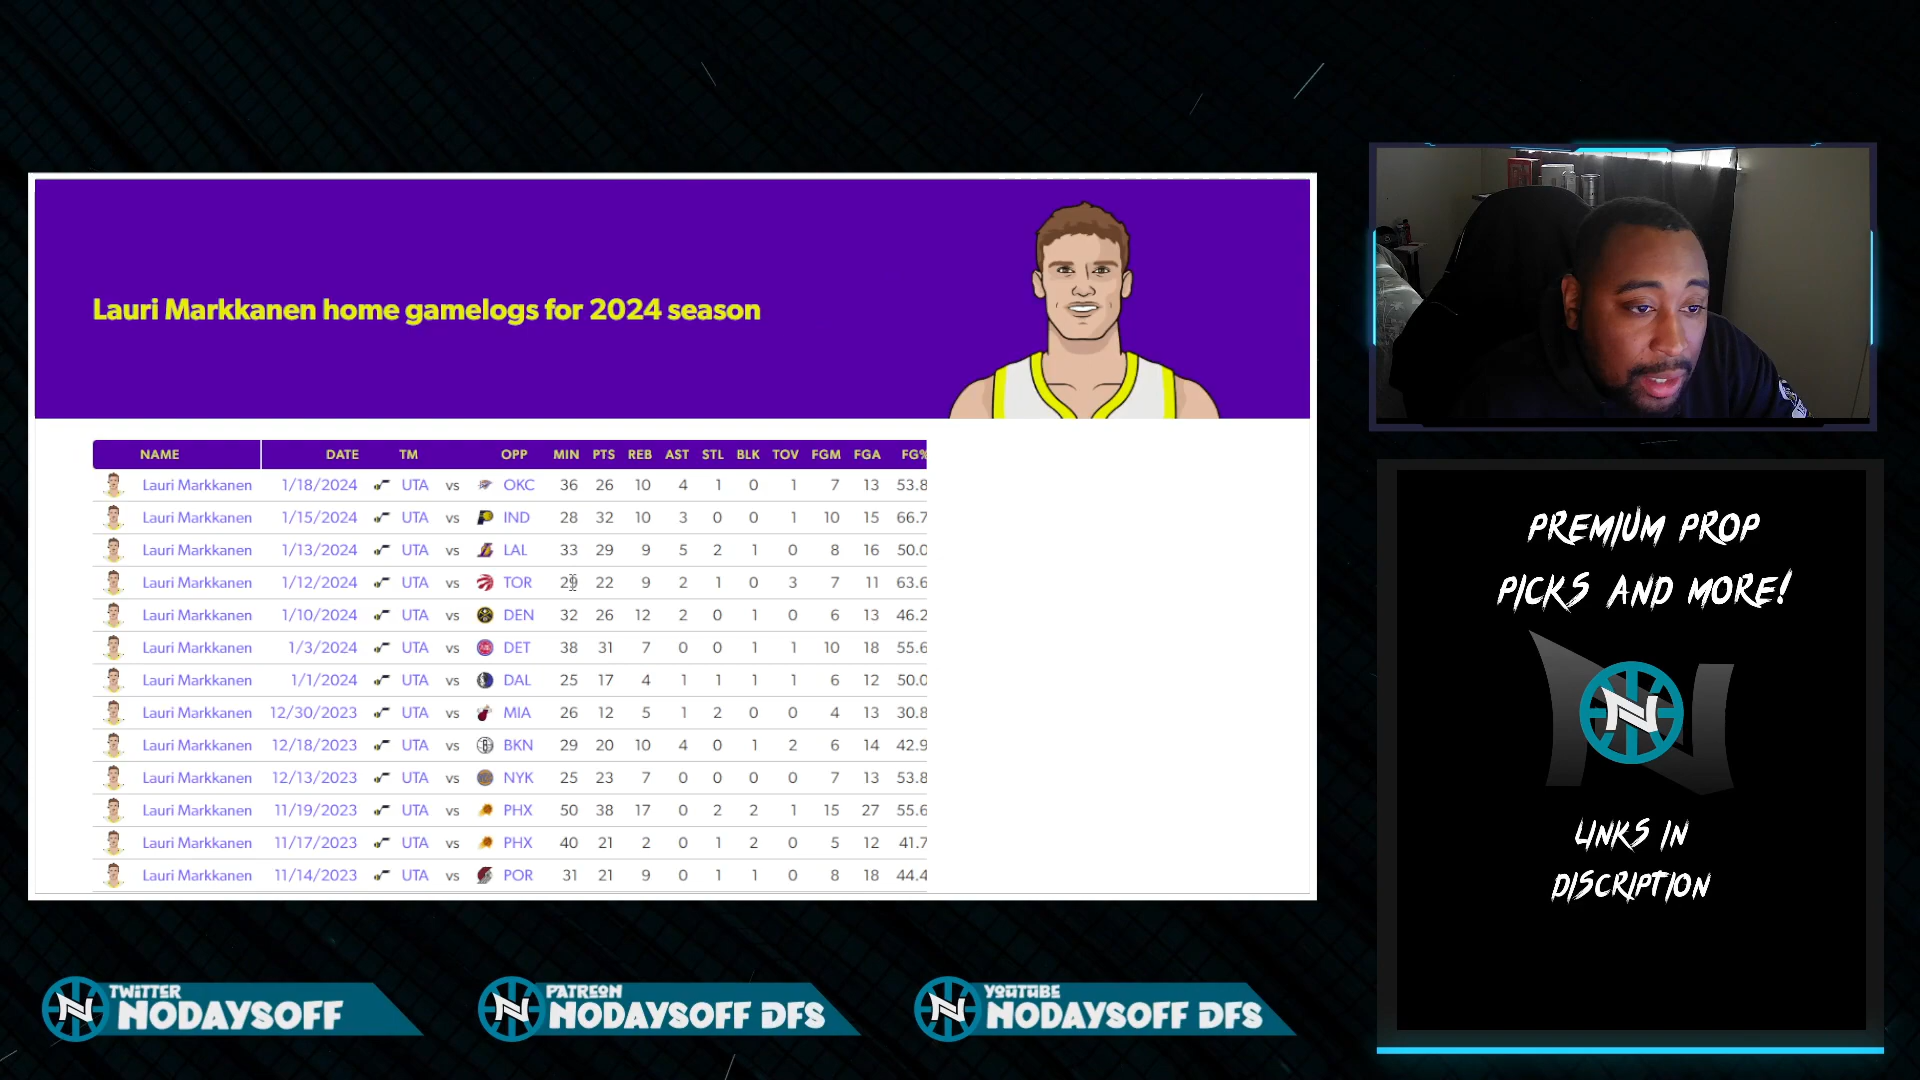 Lauri Markkanen home gamelogs for 2024 season
NAME DATE TM OPP MIN PTS REB AST STL BLK TOV FGM FGA FG%
Lauri Markkanen 1/18/2024 UTA vs OKC 36 26 10 4 1 0 1 7 13 53.8
Lauri Markkanen 1/15/2024 UTA vs IND 28 32 10 3 0 0 1 10 15 66.7
Lauri Markkanen 1/13/2024 UTA vs LAL 33 29 9 5 2 1 0 8 16 50.0
Lauri Markkanen 1/12/2024 UTA vs TOR 29 22 9 2 1 0 3 7 11 63.6
Lauri Markkanen 1/10/2024 UTA vs DEN 32 26 12 2 0 1 0 6 13 46.2
Lauri Markkanen 1/3/2024 UTA vs DET 38 31 7 0 0 1 1 10 18 55.6
Lauri Markkanen 1/1/2024 UTA vs DAL 25 17 4 1 1 1 1 6 12 50.0
Lauri Markkanen 12/30/2023 UTA vs MIA 26 12 5 1 2 0 0 4 13 30.8
Lauri Markkanen 12/18/2023 UTA vs BKN 29 20 10 4 0 1 2 6 14 42.9
Lauri Markkanen 12/13/2023 UTA vs NYK 25 23 7 0 0 0 0 7 13 53.8
Lauri Markkanen 11/19/2023 UTA vs PHX 50 38 17 0 2 2 1 15 27 55.6
Lauri Markkanen 11/17/2023 UTA vs PHX 40 21 2 0 1 2 0 5 12 41.7
Lauri Markkanen 11/14/2023 UTA vs POR 31 21 9 0 1 1 0 8 18 44.4
PREMIUM PROP
PICKS AND MORE!
N
LINKS IN
DISCRIPTION
TWITTER
NODAYSOFF
PATREON
NODAYSOFF DFS
YOUTUBE
NODAYSOFF DFS